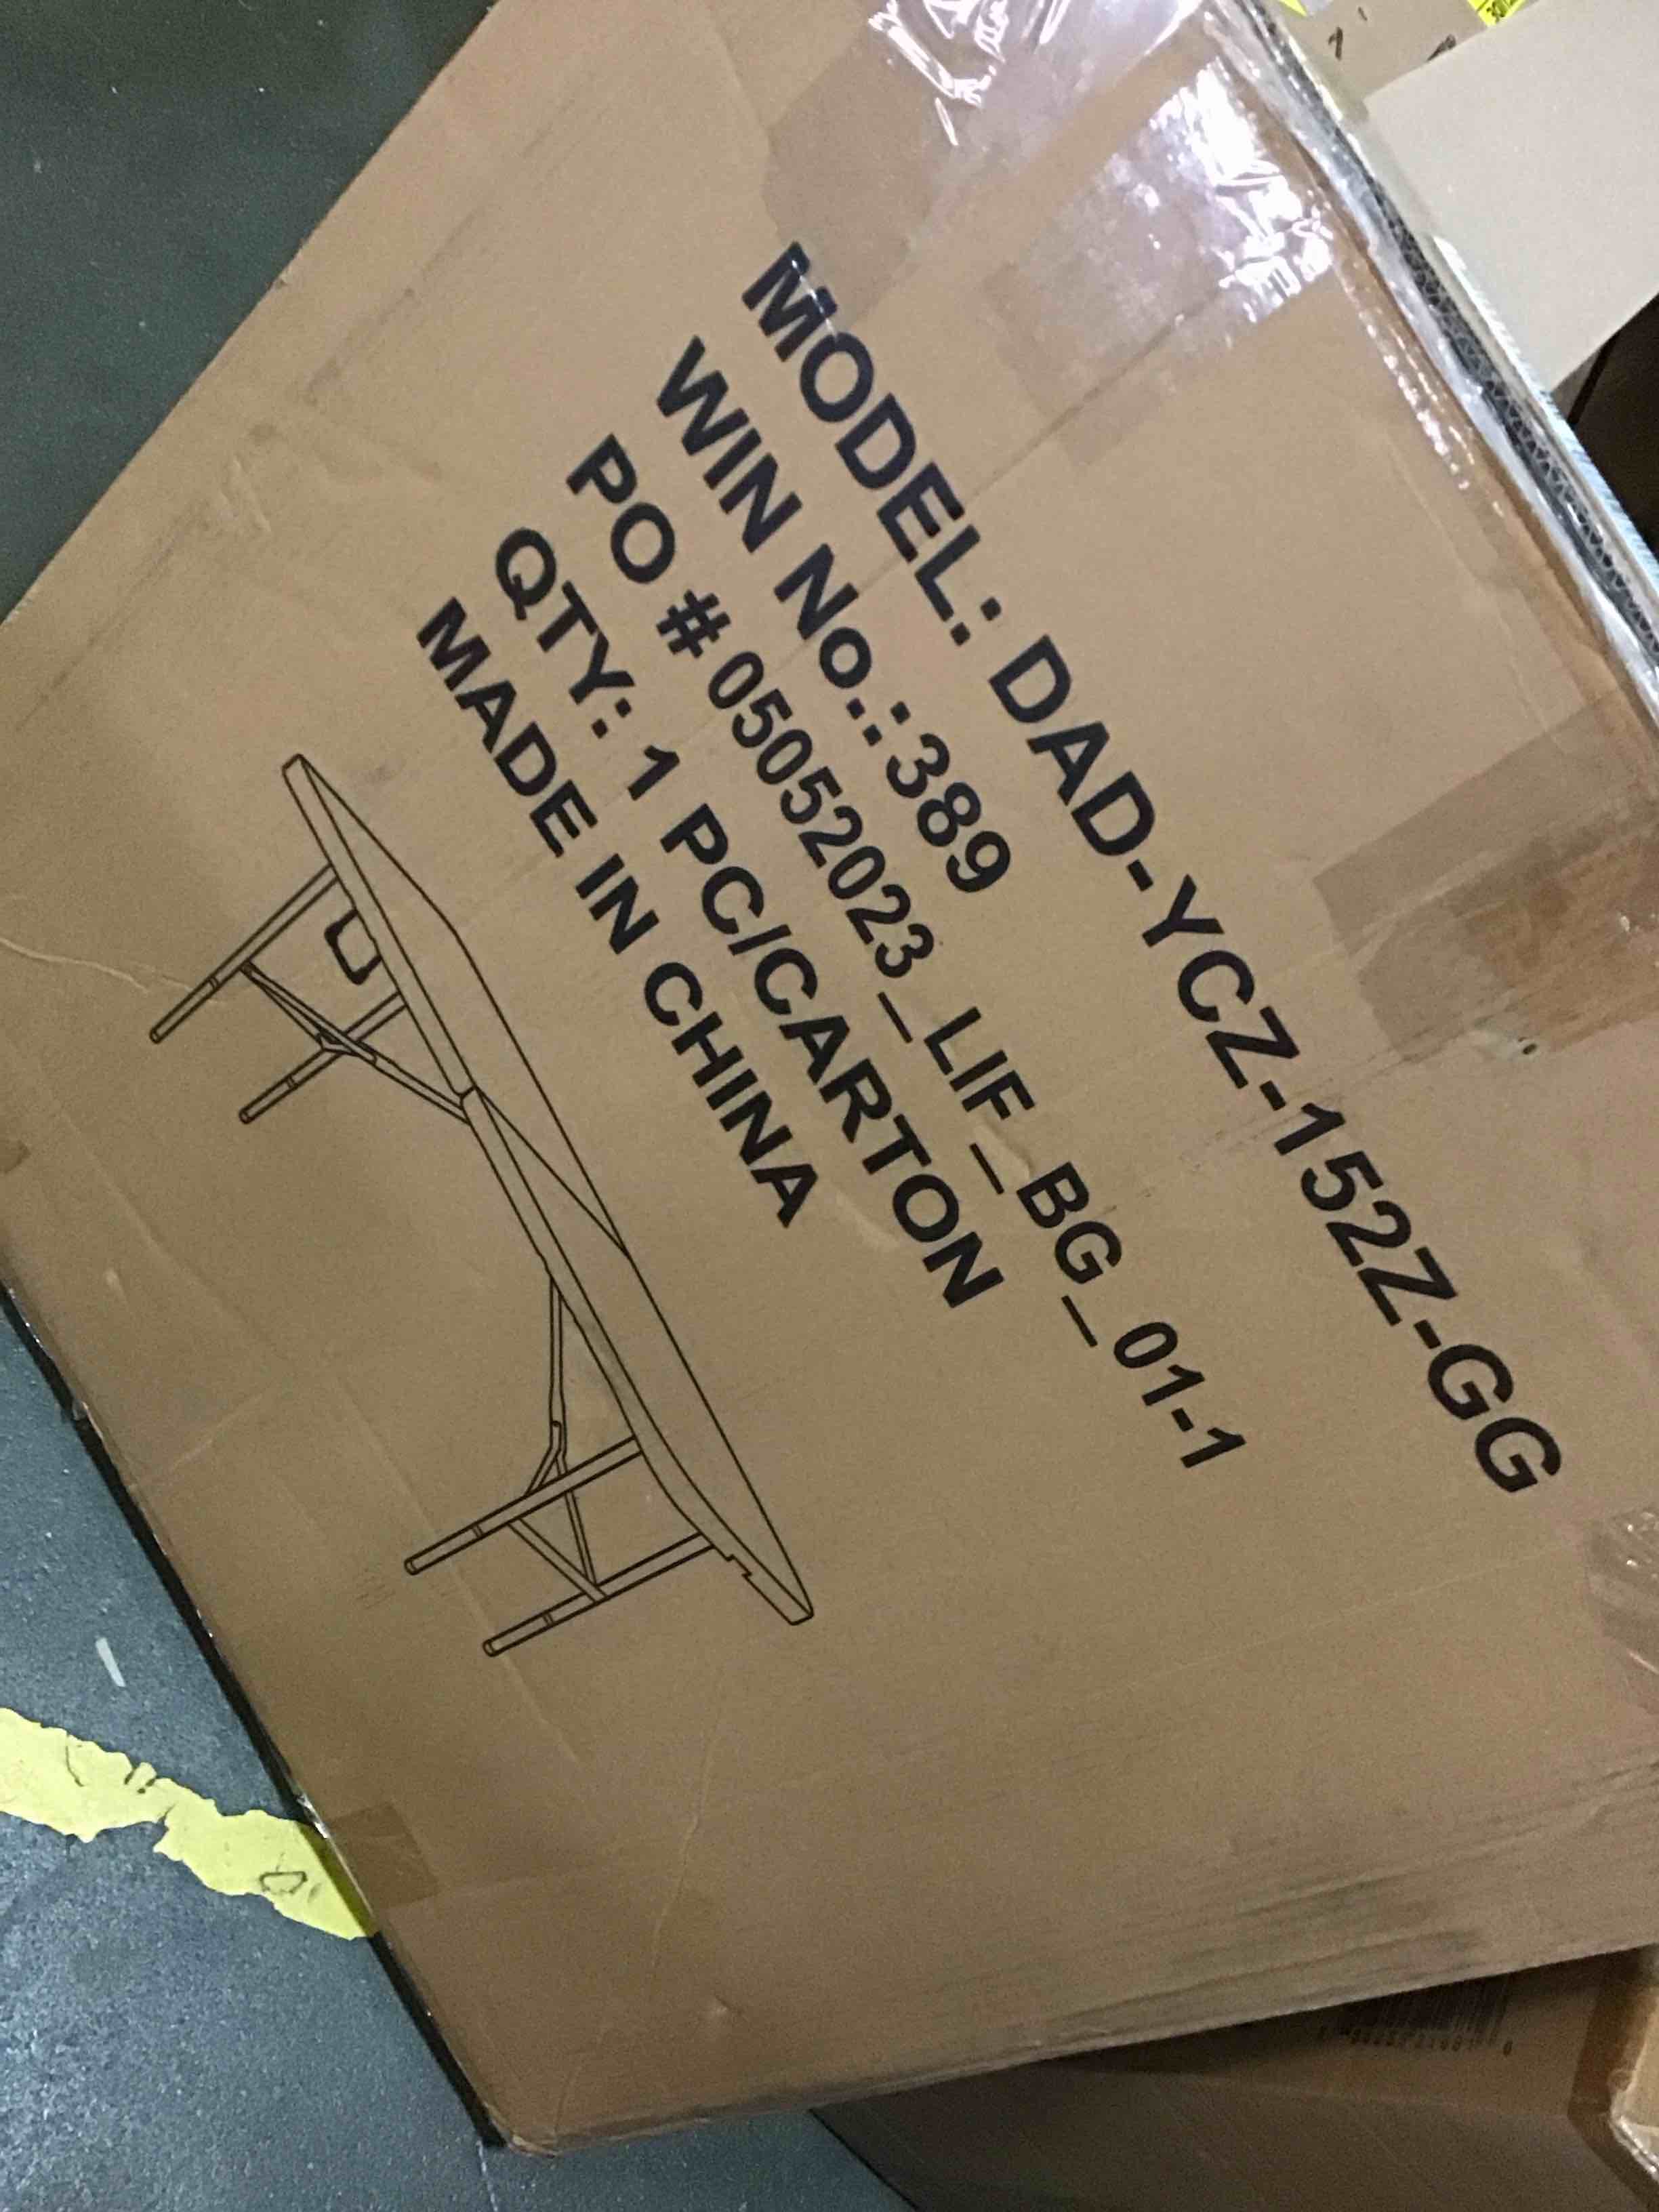 MODEL: DAD-YCZ-152Z-GG
WIN No.:389
PO # 05052023_LIF_BG_01-1
QTY: 1 PC/CARTON
MADE IN CHINA